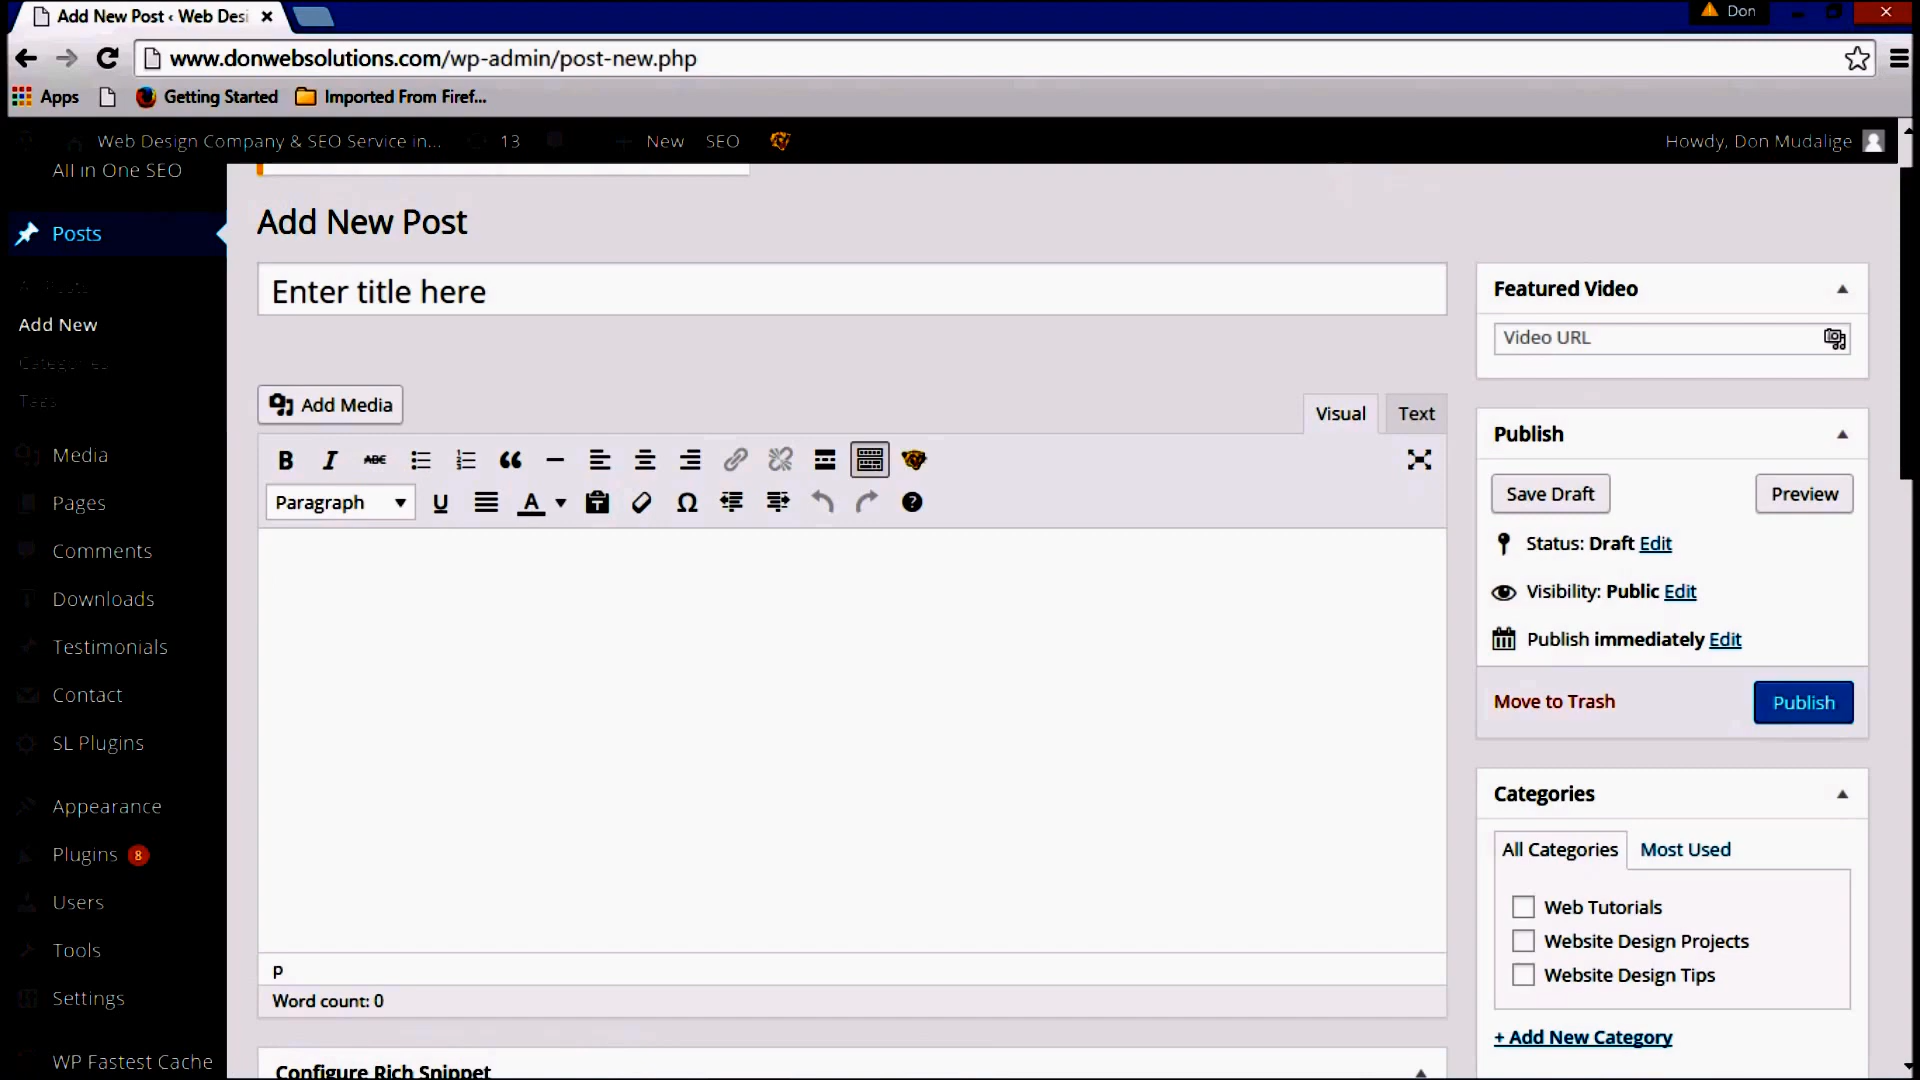 Add New Post ‹ Web Desi
Don
www.donwebsolutions.com/wp-admin/post-new.php
Apps
Getting Started
Imported From Firef...
Web Design Company & SEO Service in...
13
New
SEO
Howdy, Don Mudalige
All in One SEO
Posts
Add New
Categories
Tags
Media
Pages
Comments
Downloads
Testimonials
Contact
SL Plugins
Appearance
Plugins 8
Users
Tools
Settings
WP Fastest Cache
Add New Post
Enter title here
Add Media
Visual
Text
B I ABC
Paragraph
U
A
Ω
p
Word count: 0
Configure Rich Snippet
Featured Video
Video URL
Publish
Save Draft
Preview
Status: Draft Edit
Visibility: Public Edit
Publish immediately Edit
Move to Trash
Publish
Categories
All Categories
Most Used
Web Tutorials
Website Design Projects
Website Design Tips
+ Add New Category